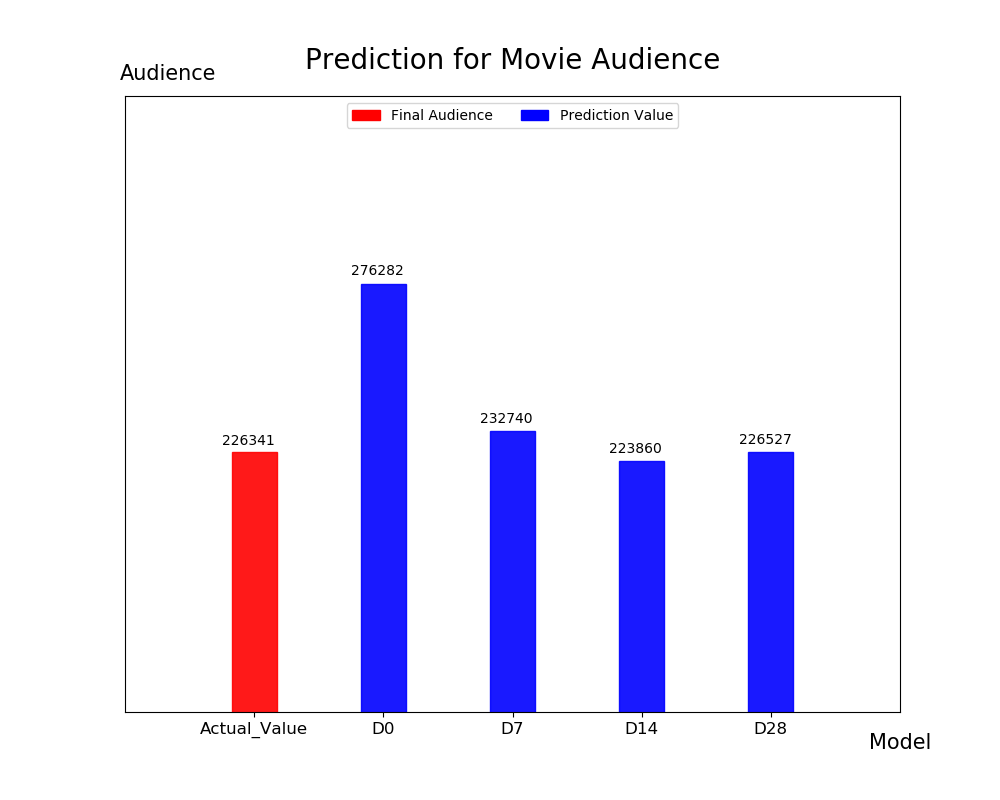 Prediction for Movie Audience
Audience
Final Audience Prediction Value
276282
232740
226341
223860
226527
Actual_Value D0 D7 D14 D28
Model